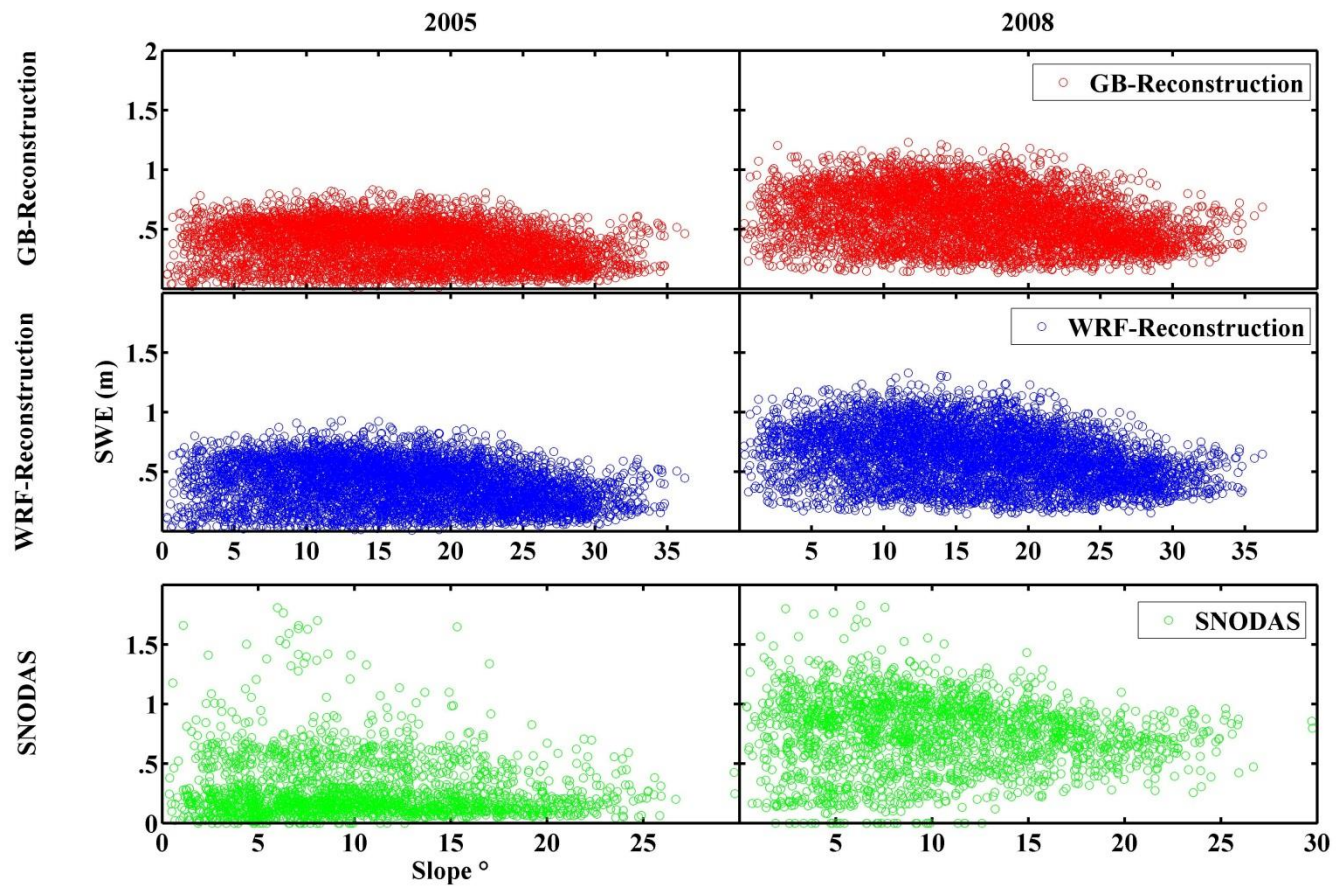 2005 2008
GB-Reconstruction
2
1.5
1
.5
GB-Reconstruction
WRF-Reconstruction
SWE (m)
1.5
1
.5
0 5 10 15 20 25 30 35
5 10 15 20 25 30 35
WRF-Reconstruction
SNODAS
1.5
1
.5
0
0 5 10 15 20 25
5 10 15 20 25 30
SNODAS
Slope °